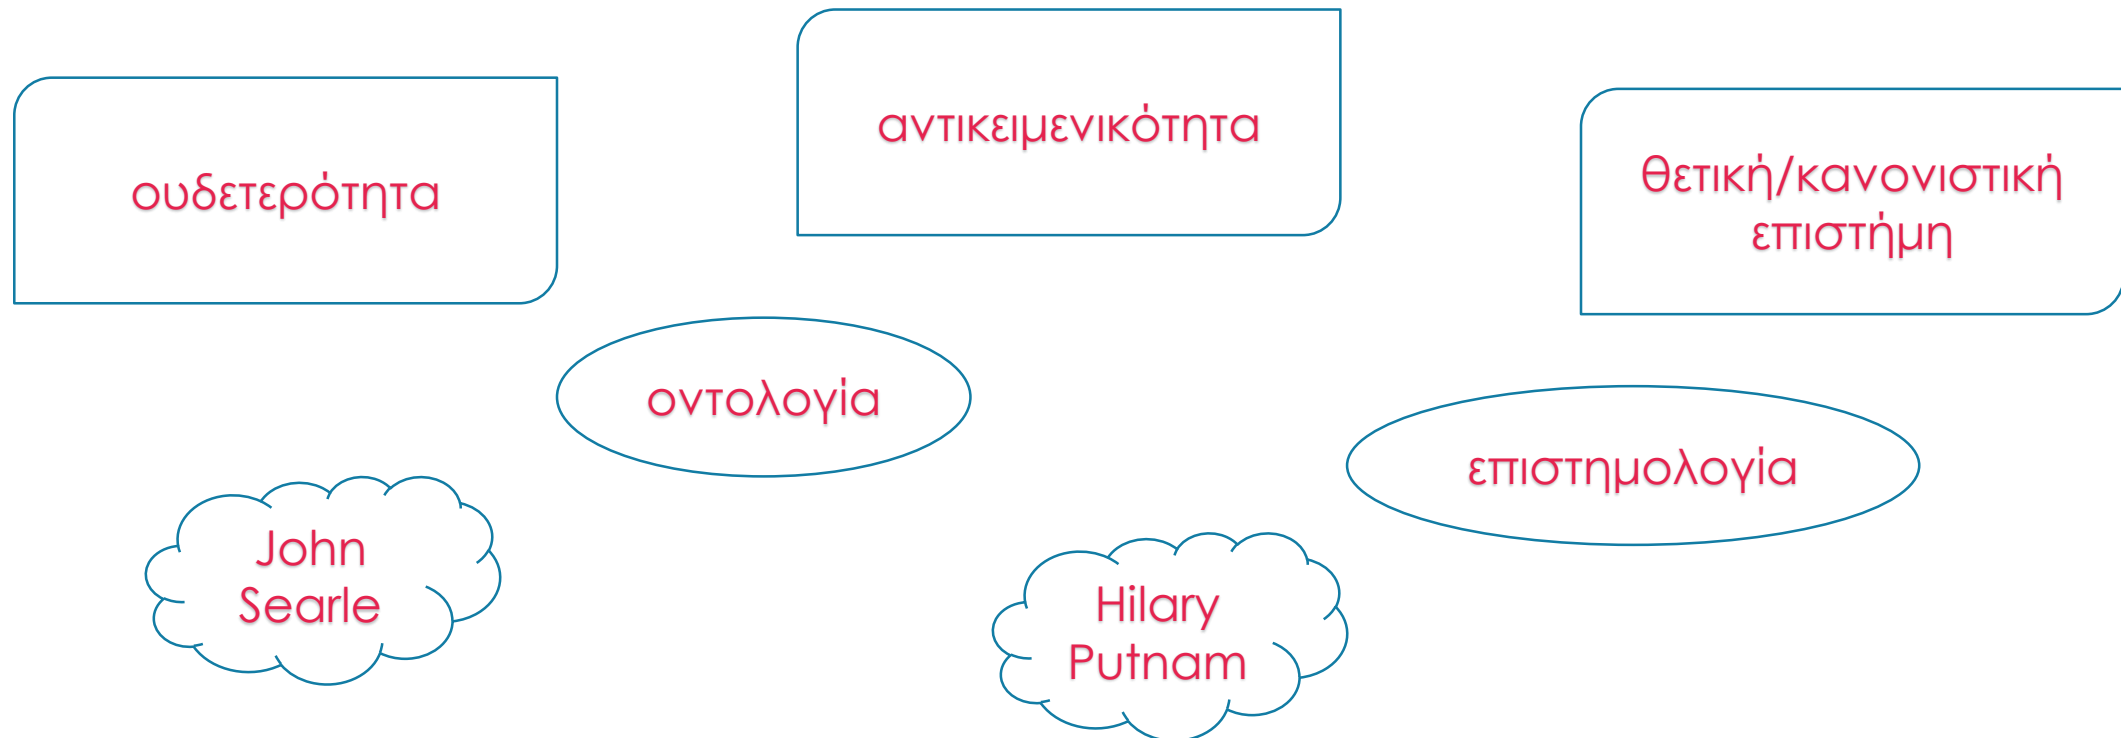 ουδετερότητα
αντικειμενικότητα
θετική/κανονιστική
επιστήμη
οντολογία
επιστημολογία
John
Searle
Hilary
Putnam